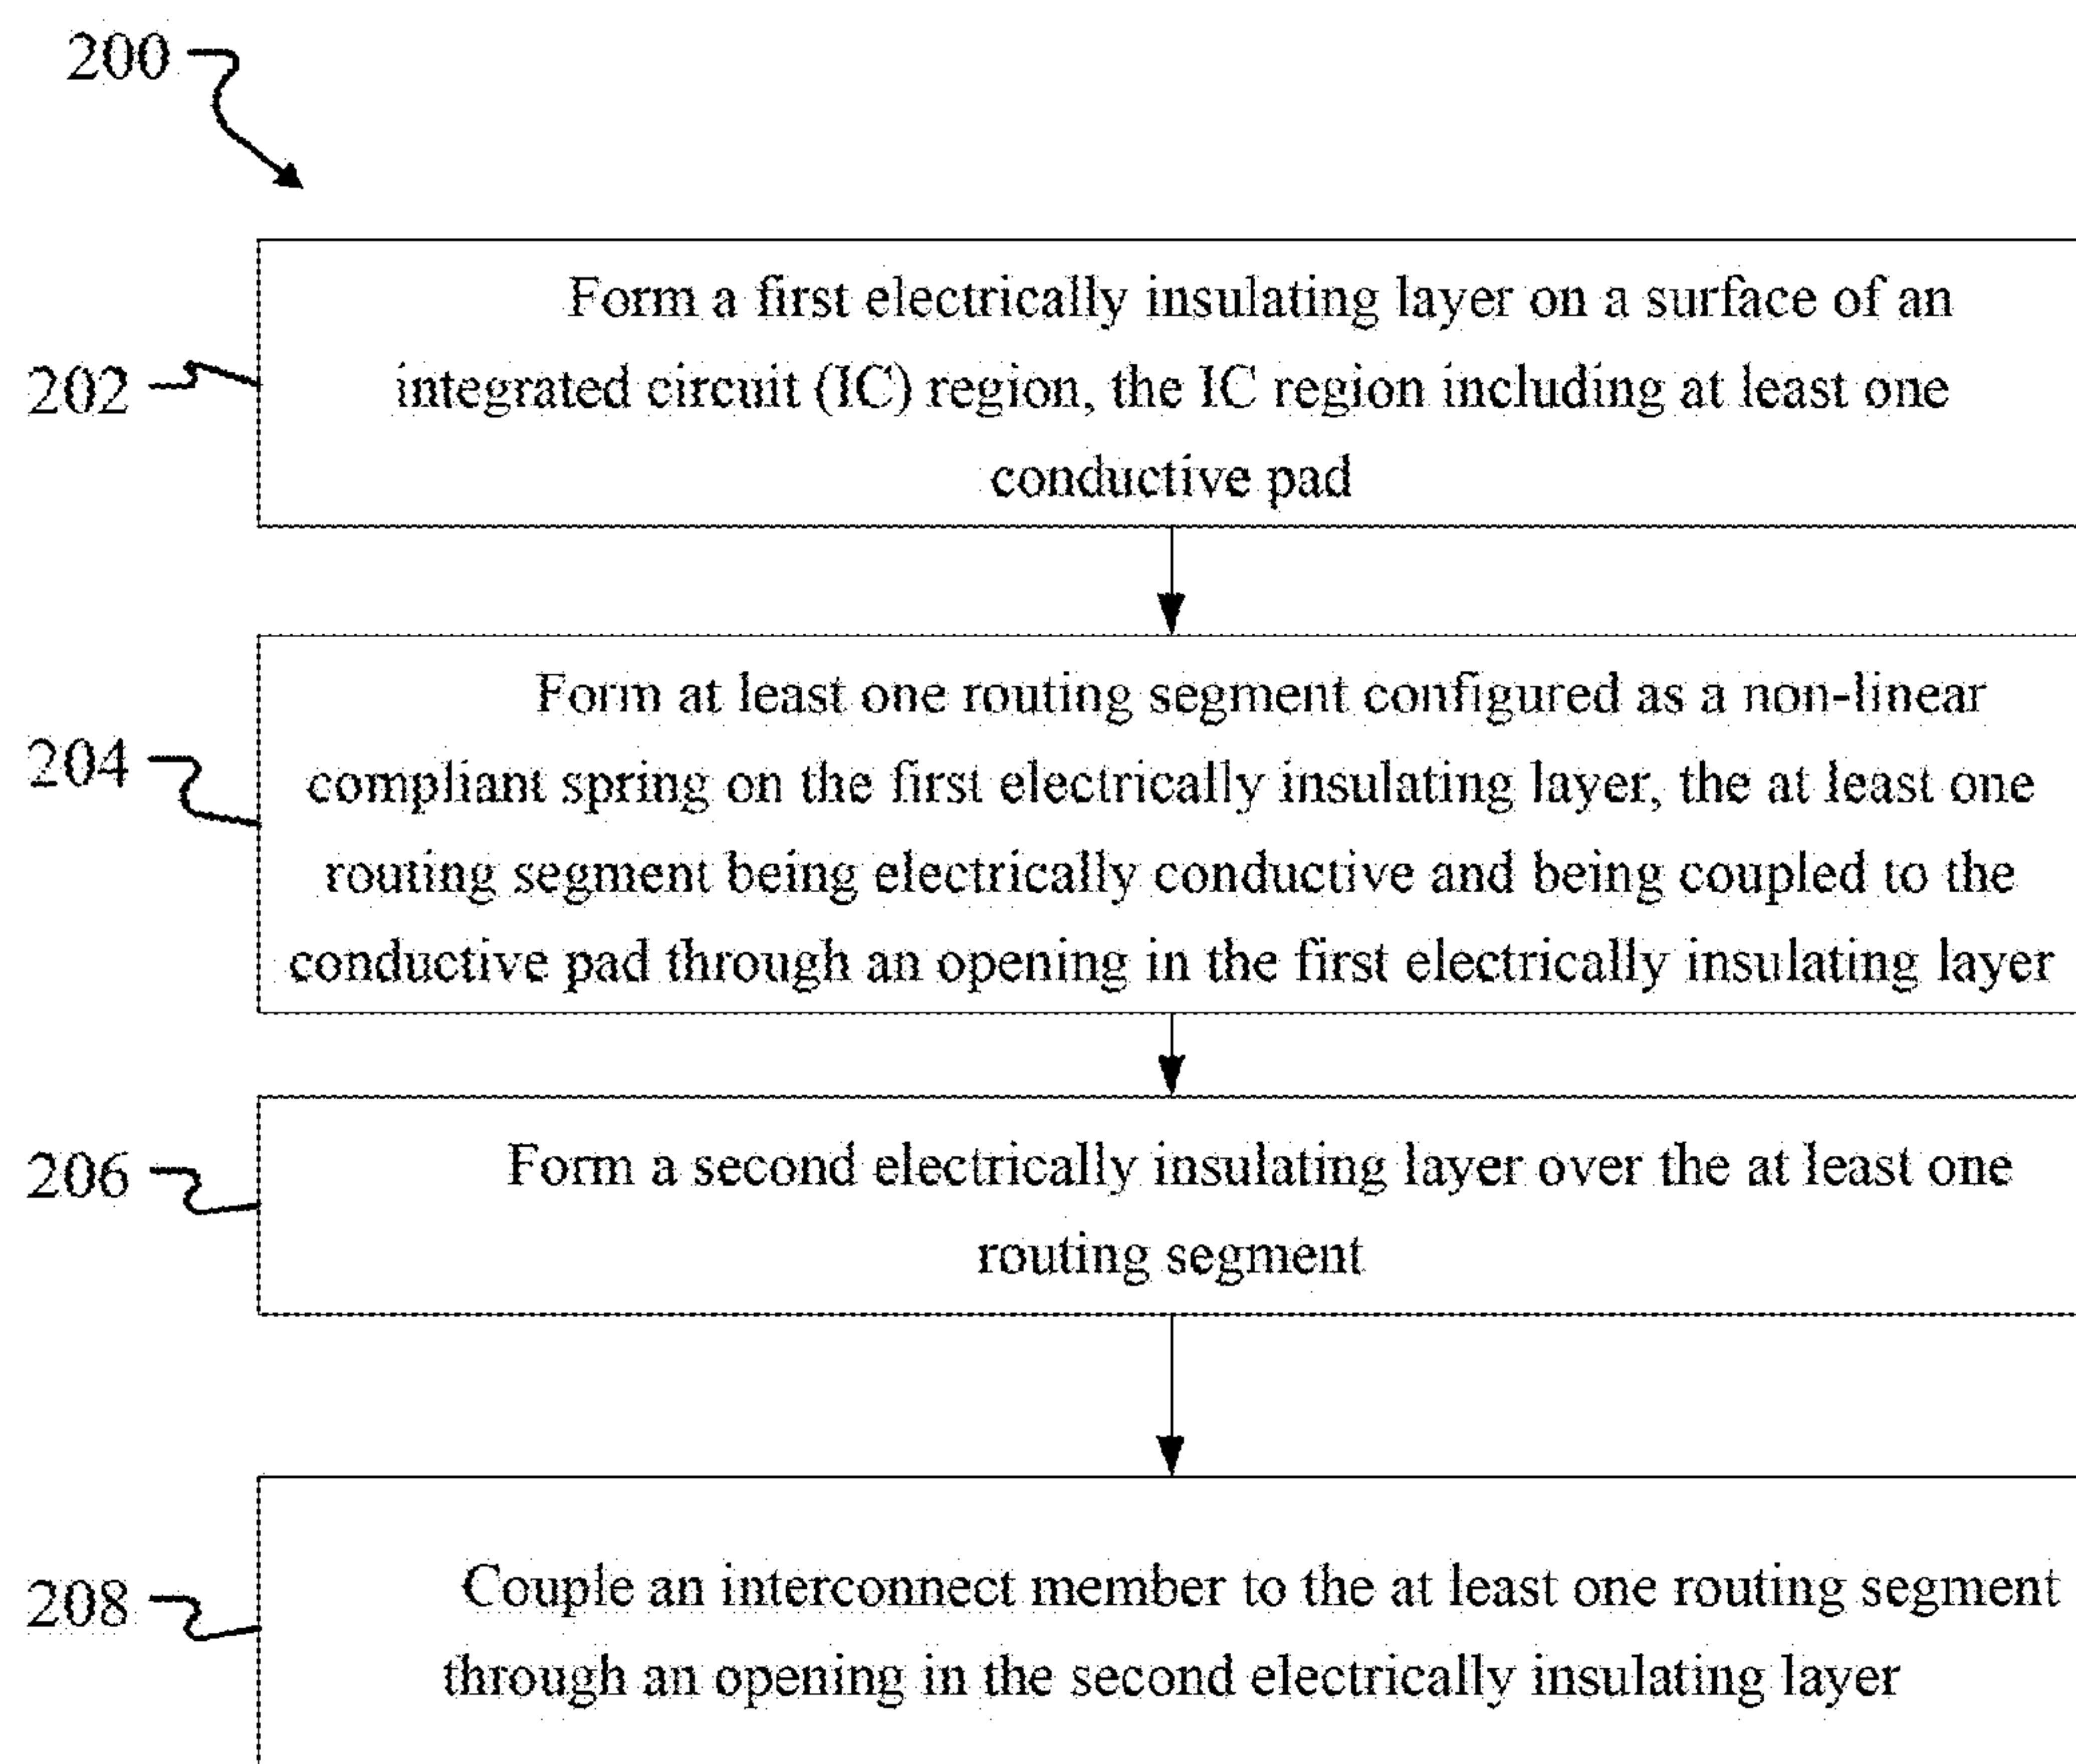 200
202
Form a first electrically insulating layer on a surface of an
integrated circuit (IC) region, the IC region including at least one
conductive pad
204
Form at least one routing segment configured as a non-linear
compliant spring on the first electrically insulating layer, the at least one
routing segment being electrically conductive and being coupled to the
conductive pad through an opening in the first electrically insulating layer
206
Form a second electrically insulating layer over the at least one
routing segment
208
Couple an interconnect member to the at least one routing segment
through an opening in the second electrically insulating layer